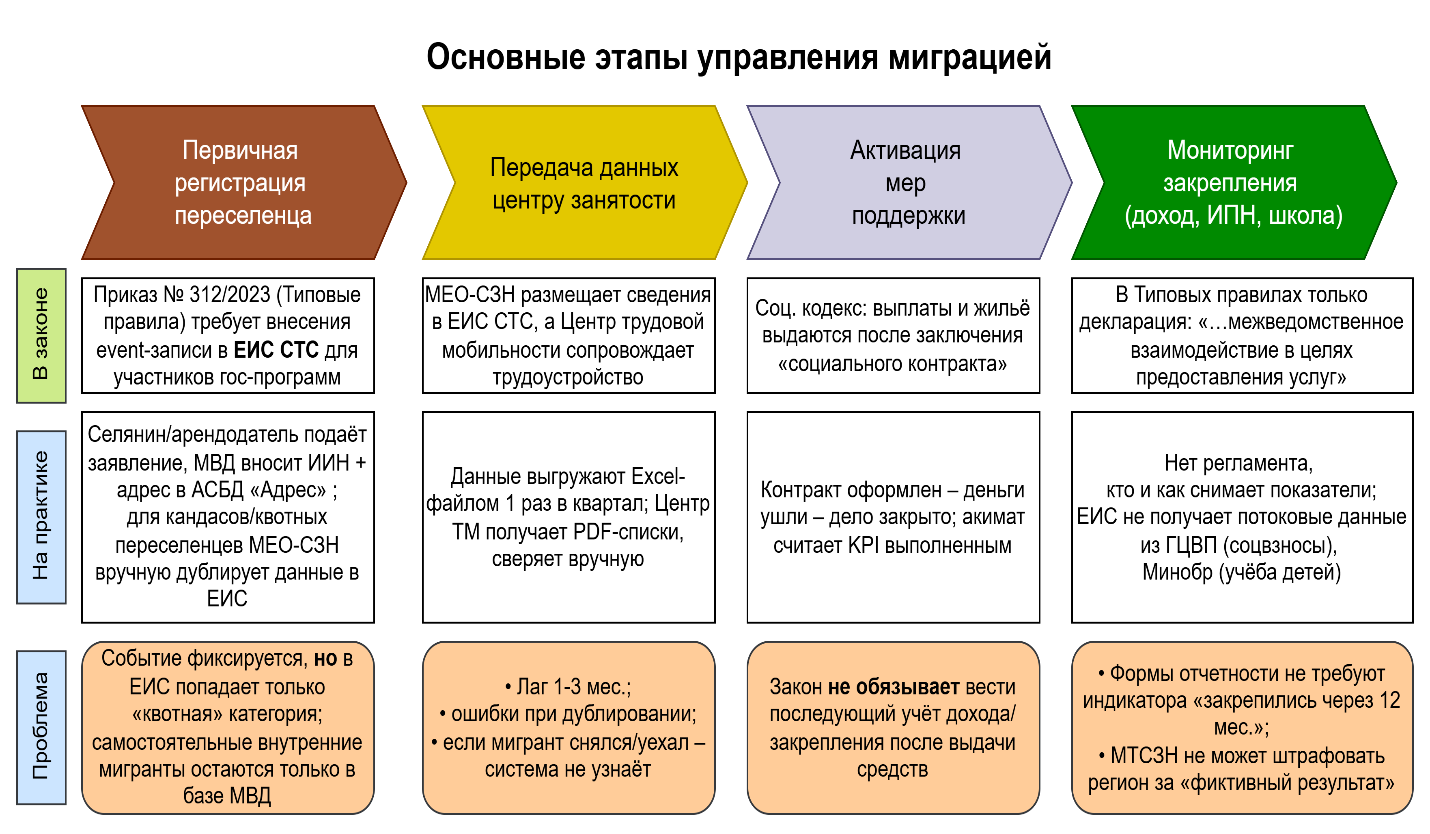 Основные этапы управления миграцией
Первичная
регистрация
переселенца
Передача данных
центру занятости
Активация
мер
поддержки
Мониторинг
закрепления
(доход, ИПН, школа)
В законе
Приказ № 312/2023 (Типовые
правила) требует внесения
event-записи в ЕИС СТС для
участников гос-программ
МЕО-СЗН размещает сведения
в ЕИС СТС, а Центр трудовой
мобильности сопровождает
трудоустройство
Соц. кодекс: выплаты и жильё
выдаются после заключения
«социального контракта»
В Типовых правилах только
декларация: «…межведомственное
взаимодействие в целях
предоставления услуг»
На практике
Селянин/арендодатель подаёт
заявление, МВД вносит ИИН +
адрес в АСБД «Адрес» ;
для кандасов/квотных
переселенцев МЕО-СЗН
вручную дублирует данные в
ЕИС
Данные выгружают Excel-
файлом 1 раз в квартал; Центр
ТМ получает PDF-списки,
сверяет вручную
Контракт оформлен – деньги
ушли – дело закрыто; акимат
считает KPI выполненным
Нет регламента,
кто и как снимает показатели;
ЕИС не получает потоковые данные
из ГЦВП (соцвзносы),
Минобр (учёба детей)
Проблема
Событие фиксируется, но в
ЕИС попадает только
«квотная» категория;
самостоятельные внутренние
мигранты остаются только в
базе МВД
• Лаг 1-3 мес.;
• ошибки при дублировании;
• если мигрант снялся/уехал –
система не узнаёт
Закон не обязывает вести
последующий учёт дохода/
закрепления после выдачи
средств
• Формы отчетности не требуют
индикатора «закрепились через 12
мес.»;
• МТСЗН не может штрафовать
регион за «фиктивный результат»